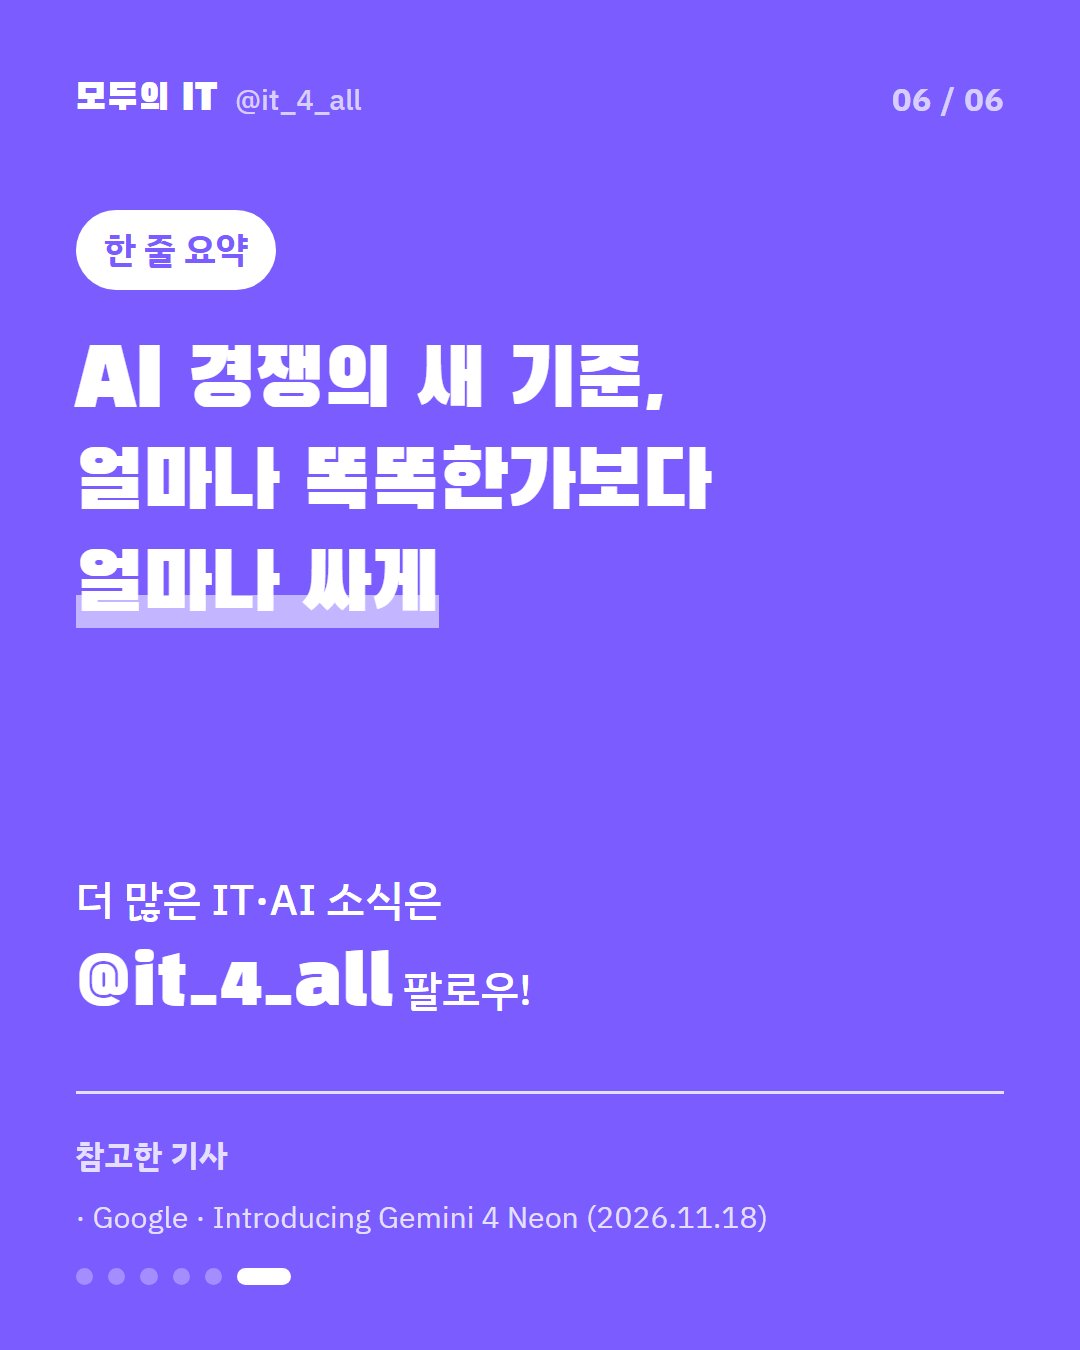 모두의 IT @it_4_all
06 / 06
한 줄 요약
AI 경쟁의 새 기준,
얼마나 똑똑한가보다
얼마나 싸게
더 많은 IT·AI 소식은
@it_4_all 팔로우!
참고한 기사
· Google · Introducing Gemini 4 Neon (2026.11.18)